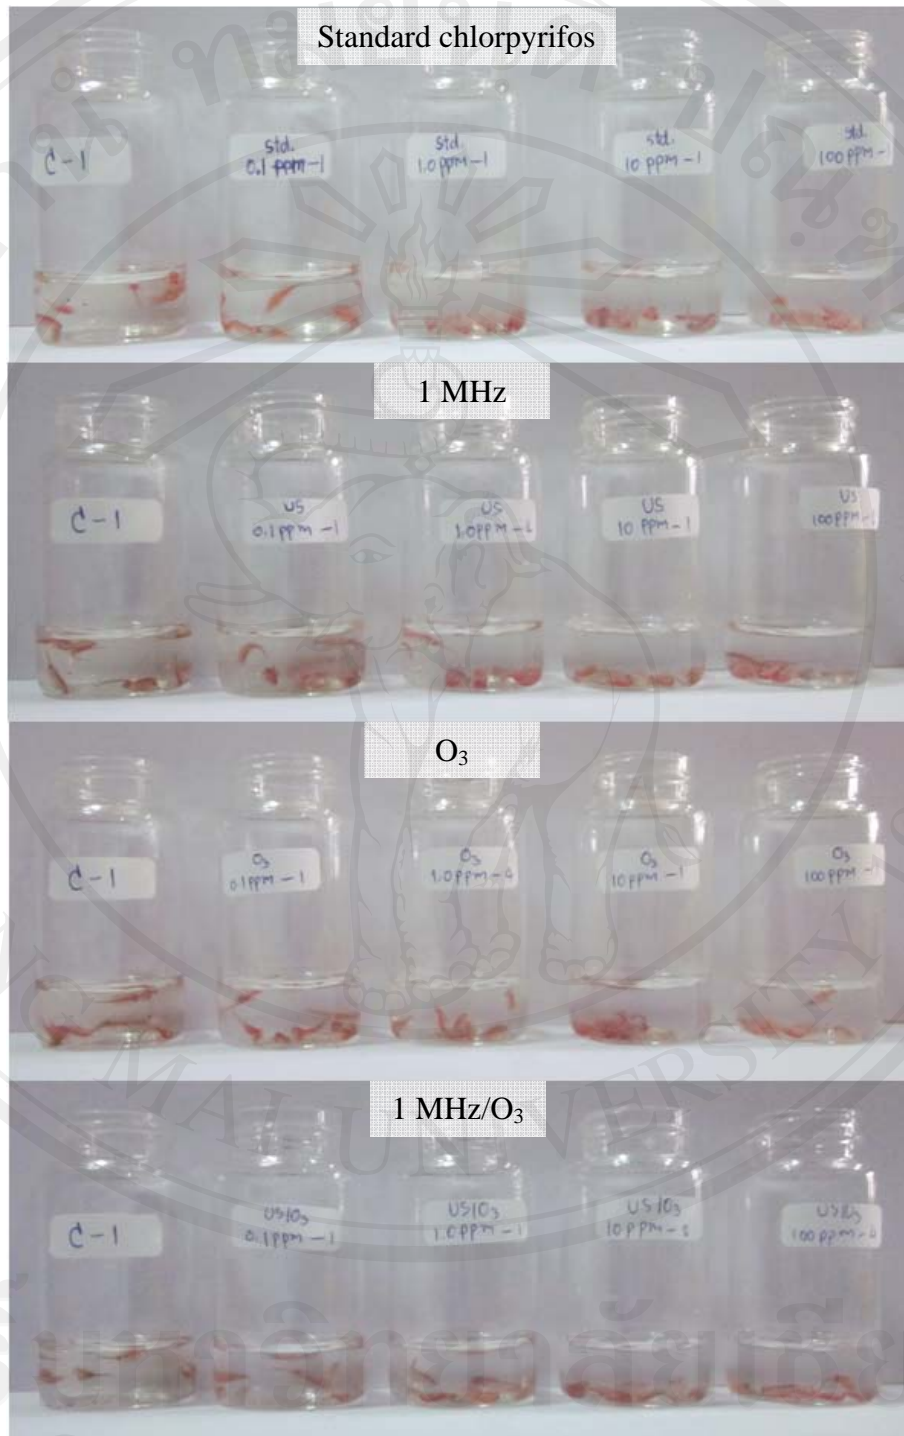 Standard chlorpyrifos
C-1
std.
0.1 ppm-1
std.
1.0 ppm-1
std.
10 ppm-1
std.
100 ppm-
1 MHz
C-1
US
0.1 ppm-1
US
1.0 ppm-
US
10 ppm-1
US
100 ppm-
O₃
C-1
O₃
0.1 ppm-1
O₃
1.0 ppm-
O₃
10 ppm-1
O₃
100 ppm-
1 MHz/O₃
C-1
US/O₃
0.1 ppm-1
US/O₃
1.0 ppm-1
US/O₃
10 ppm-
US/O₃
100 ppm-
MAI UNIVERSITY